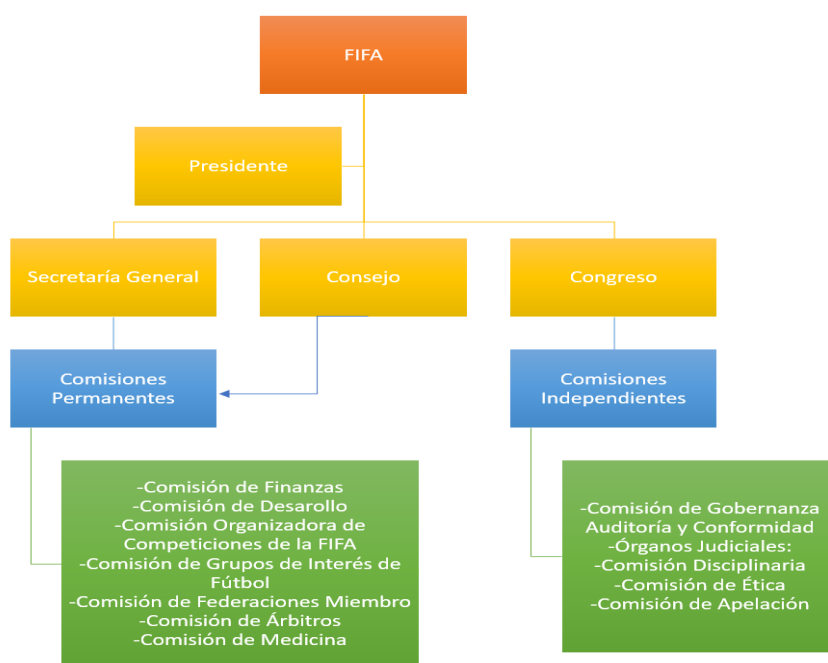 FIFA
Presidente
Secretaría General
Consejo
Congreso
Comisiones
Permanentes
Comisiones
Independientes
-Comisión de Finanzas
-Comisión de Desarollo
-Comisión Organizadora de
Competiciones de la FIFA
-Comisión de Grupos de Interés de
Fútbol
-Comisión de Federaciones Miembro
-Comisión de Árbitros
-Comisión de Medicina
-Comisión de Gobernanza
Auditoría y Conformidad
-Órganos Judiciales:
-Comisión Disciplinaria
-Comisión de Ética
-Comisión de Apelación